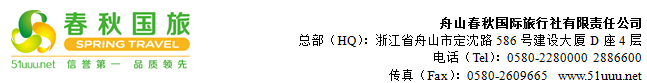 春秋国旅
SPRING TRAVEL
51uuu.net 信誉第一 品质领先
舟山春秋国际旅行社有限责任公司
总部（HQ）：浙江省舟山市定沈路 586 号建设大厦 D 座 4 层
电话（Tel）：0580-2280000 2886600
传真（Fax）：0580-2609665 www.51uuu.net